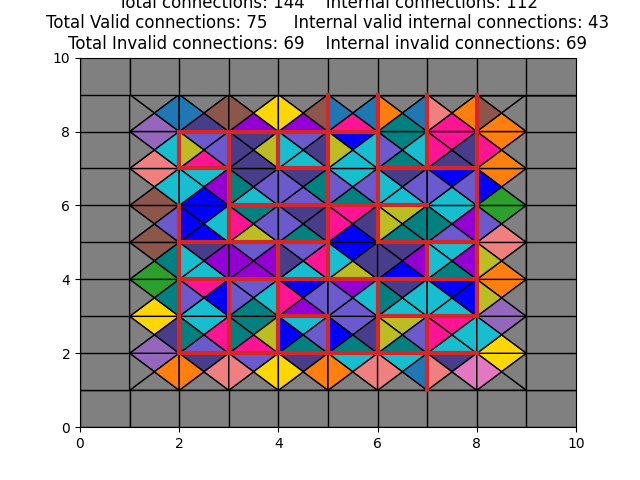 Total connections: 144    Internal connections: 112
Total Valid connections: 75    Internal valid internal connections: 43
Total Invalid connections: 69    Internal invalid connections: 69
10
8
6
4
2
0
0 2 4 6 8 10